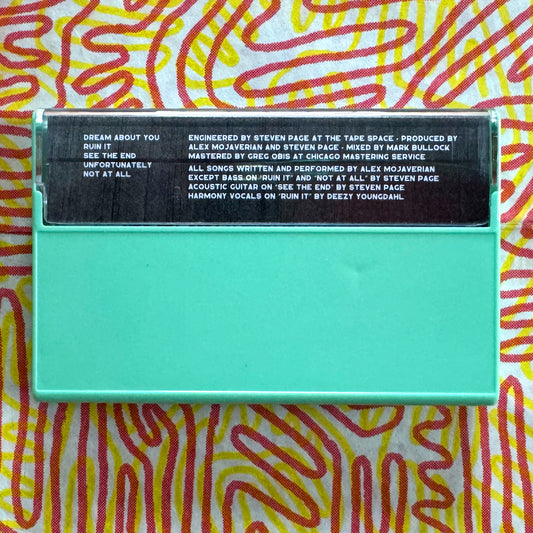 DREAM ABOUT YOU
RUIN IT
SEE THE END
UNFORTUNATELY
NOT AT ALL
ENGINEERED BY STEVEN PAGE AT THE TAPE SPACE • PRODUCED BY
ALEX MOJAVERIAN AND STEVEN PAGE • MIXED BY MARK BULLOCK
MASTERED BY GREG OBIS AT CHICAGO MASTERING SERVICE
ALL SONGS WRITTEN AND PERFORMED BY ALEX MOJAVERIAN
EXCEPT BASS ON 'RUIN IT' AND 'NOT AT ALL' BY STEVEN PAGE
ACOUSTIC GUITAR ON 'SEE THE END' BY STEVEN PAGE
HARMONY VOCALS ON 'RUIN IT' BY DEEZY YOUNGDAHL